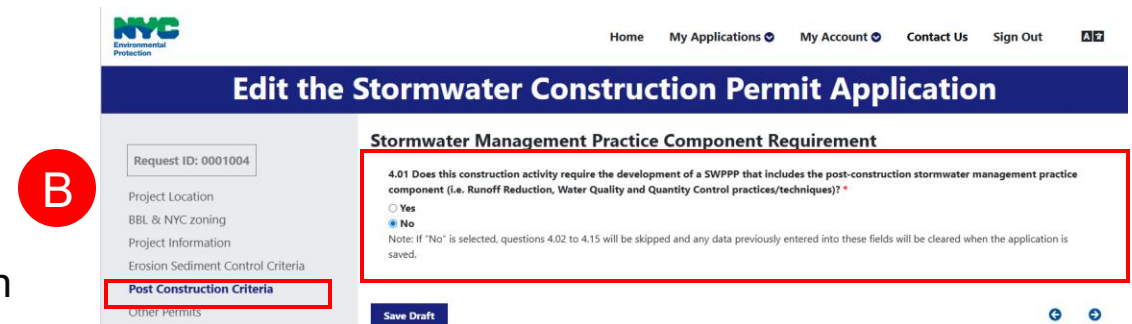 NYC
Environmental
Protection
Home My Applications My Account Contact Us Sign Out
Edit the Stormwater Construction Permit Application
B
n
Request ID: 0001004
Project Location
BBL & NYC zoning
Project Information
Erosion Sediment Control Criteria
Post Construction Criteria
Other Permits
Stormwater Management Practice Component Requirement
4.01 Does this construction activity require the development of a SWPPP that includes the post-construction stormwater management practice
component (i.e. Runoff Reduction, Water Quality and Quantity Control practices/techniques)? *
Yes
No
Note: If "No" is selected, questions 4.02 to 4.15 will be skipped and any data previously entered into these fields will be cleared when the application is
saved.
Save Draft